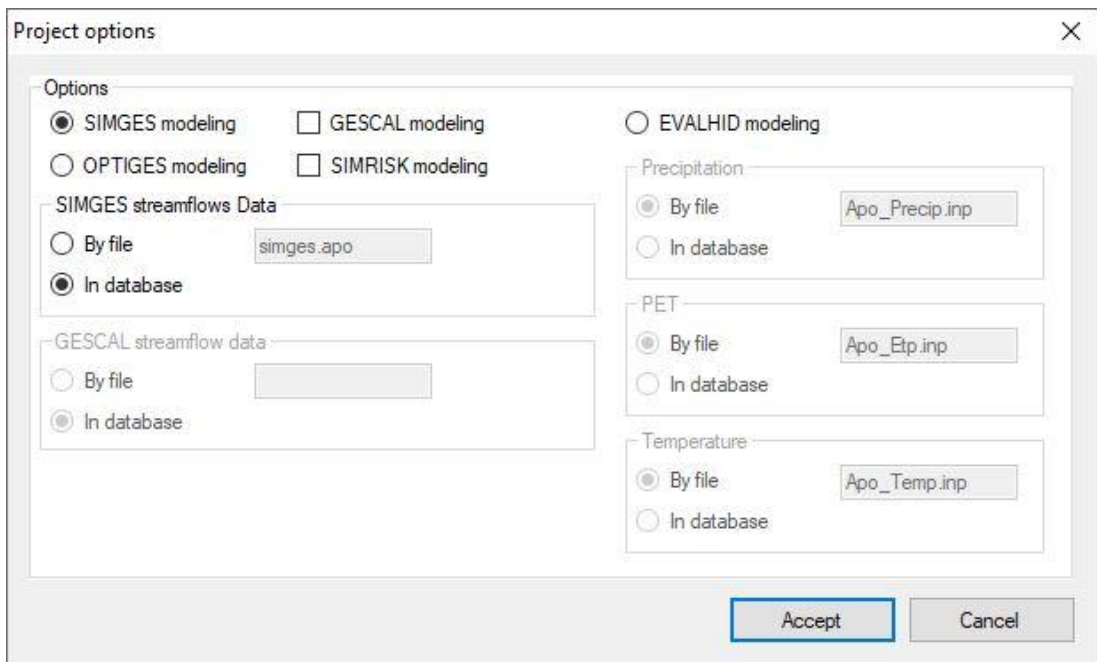 Project options
Options
SIMGES modeling
GESCAL modeling
EVALHID modeling
OPTIGES modeling
SIMRISK modeling
SIMGES streamflows Data
By file
simges.apo
In database
GESCAL streamflow data
By file
In database
Precipitation
By file
Apo_Precip.inp
In database
PET
By file
Apo_Etp.inp
In database
Temperature
By file
Apo_Temp.inp
In database
Accept
Cancel